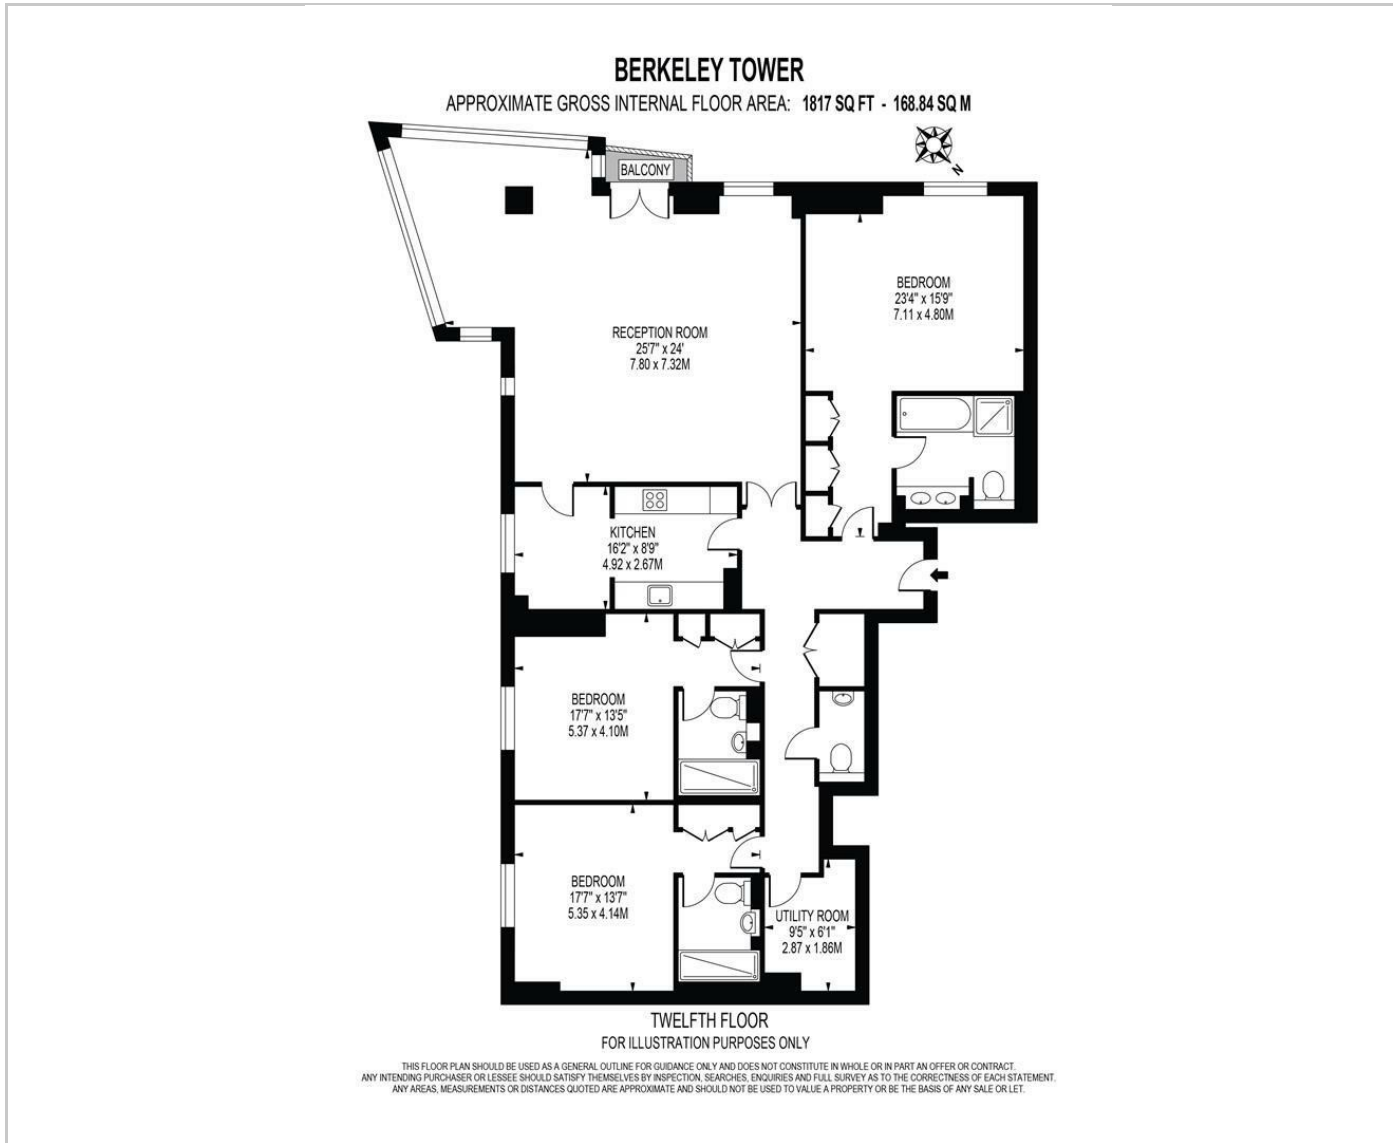 BERKELEY TOWER
APPROXIMATE GROSS INTERNAL FLOOR AREA: 1817 SQ FT - 168.84 SQ M
N
BALCONY
BEDROOM
23'4" x 15'9"
7.11 x 4.80M
RECEPTION ROOM
25'7" x 24'
7.80 x 7.32M
KITCHEN
16'2" x 8'9"
4.92 x 2.67M
BEDROOM
17'7" x 13'5"
5.37 x 4.10M
BEDROOM
17'7" x 13'7"
5.35 x 4.14M
UTILITY ROOM
9'5" x 6'1"
2.87 x 1.86M
TWELFTH FLOOR
FOR ILLUSTRATION PURPOSES ONLY
THIS FLOOR PLAN SHOULD BE USED AS A GENERAL OUTLINE FOR GUIDANCE ONLY AND DOES NOT CONSTITUTE IN WHOLE OR IN PART AN OFFER OR CONTRACT.
ANY INTENDING PURCHASER OR LESSEE SHOULD SATISFY THEMSELVES BY INSPECTION, SEARCHES, ENQUIRIES AND FULL SURVEY AS TO THE CORRECTNESS OF EACH STATEMENT.
ANY AREAS, MEASUREMENTS OR DISTANCES QUOTED ARE APPROXIMATE AND SHOULD NOT BE USED TO VALUE A PROPERTY OR BE THE BASIS OF ANY SALE OR LET.